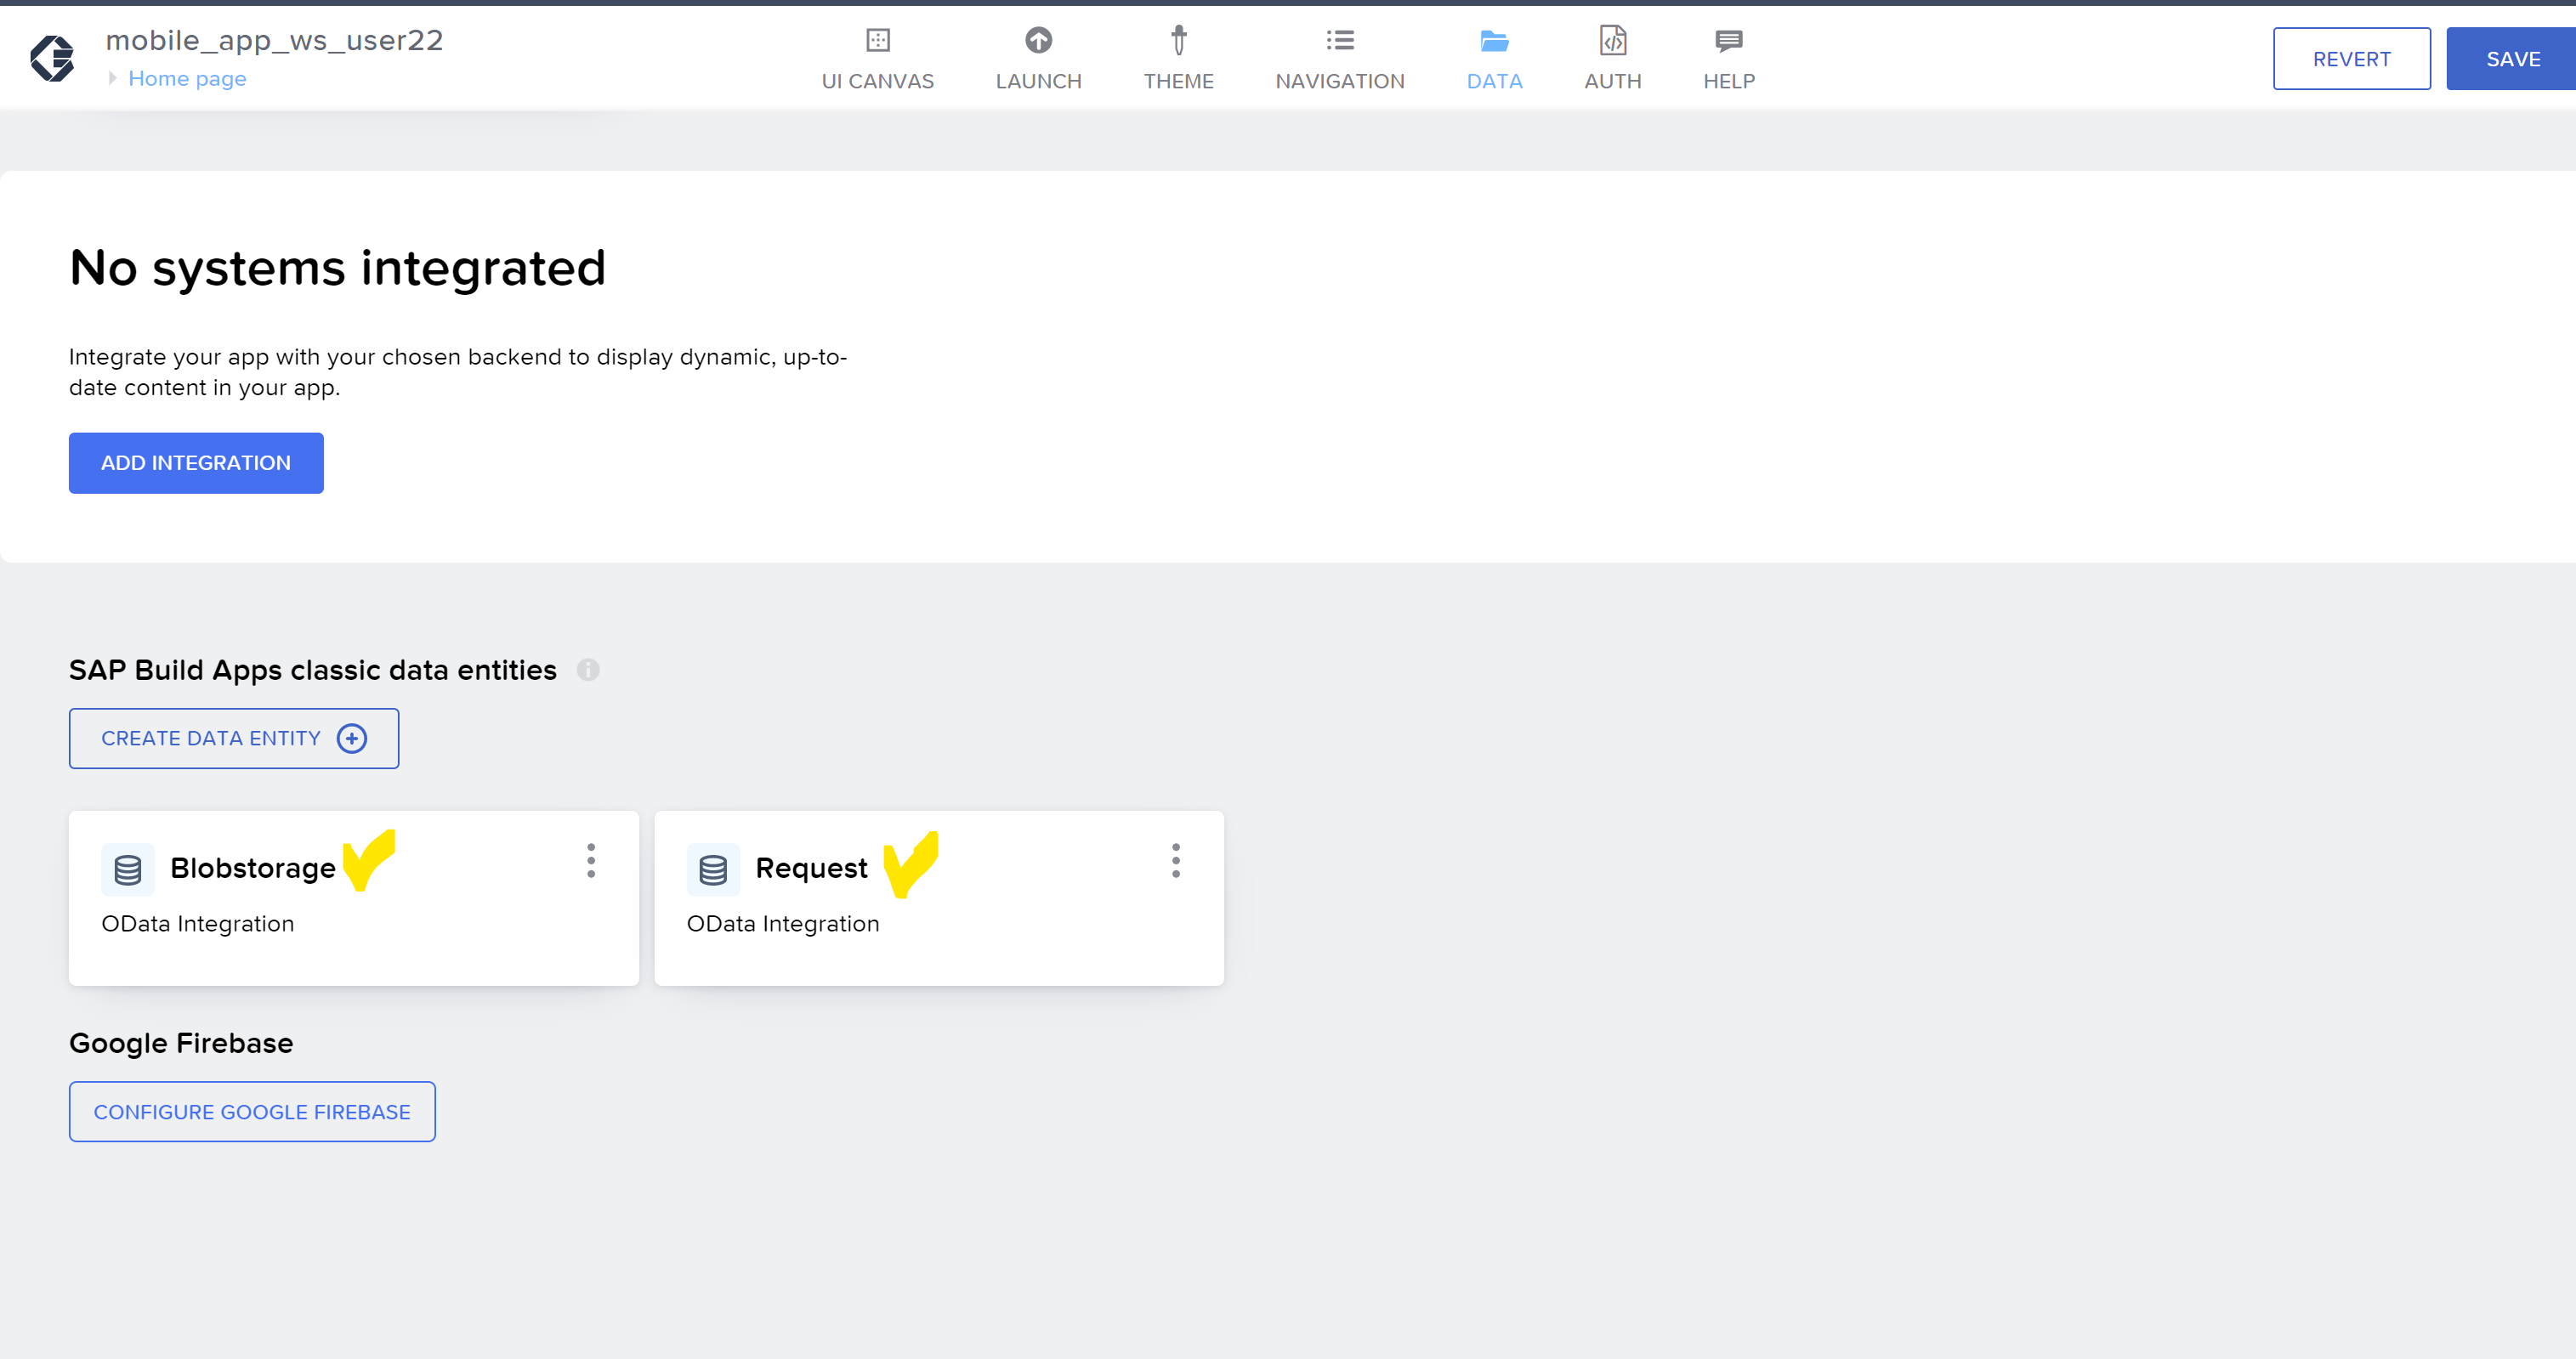 mobile_app_ws_user22
Home page
UI CANVAS
LAUNCH
THEME
NAVIGATION
DATA
AUTH
HELP
REVERT
SAVE
No systems integrated
Integrate your app with your chosen backend to display dynamic, up-to-
date content in your app.
ADD INTEGRATION
SAP Build Apps classic data entities
CREATE DATA ENTITY
Blobstorage
OData Integration
Request
OData Integration
Google Firebase
CONFIGURE GOOGLE FIREBASE